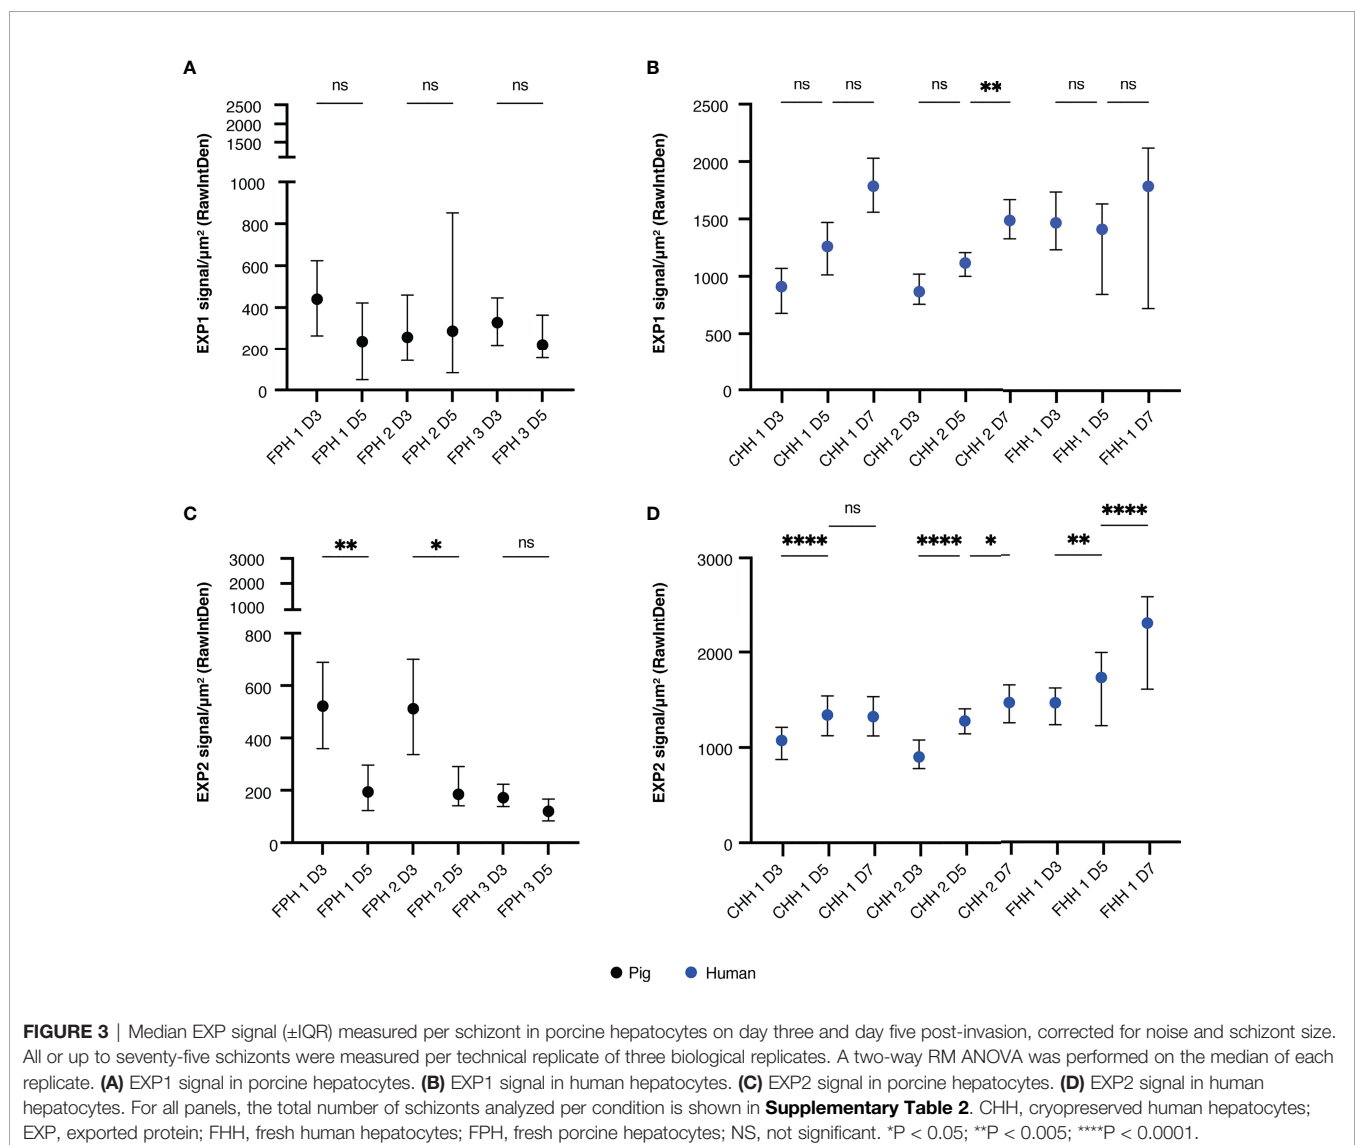 A
ns ns ns
EXP1 signal/µm² (RawIntDen)
2500
2000
1500
1000
800
600
400
200
0
FPH 1 D3
FPH 1 D5
FPH 2 D3
FPH 2 D5
FPH 3 D3
FPH 3 D5
B
ns ns ns ** ns ns
EXP1 signal/µm² (RawIntDen)
2500
2000
1500
1000
500
0
CHH 1 D3
CHH 1 D5
CHH 1 D7
CHH 2 D3
CHH 2 D5
CHH 2 D7
FHH 1 D3
FHH 1 D5
FHH 1 D7
C
** * ns
EXP2 signal/µm² (RawIntDen)
3000
2000
1000
800
600
400
200
0
FPH 1 D3
FPH 1 D5
FPH 2 D3
FPH 2 D5
FPH 3 D3
FPH 3 D5
D
ns ****
**** **** * **
EXP2 signal/µm² (RawIntDen)
3000
2000
1000
0
CHH 1 D3
CHH 1 D5
CHH 1 D7
CHH 2 D3
CHH 2 D5
CHH 2 D7
FHH 1 D3
FHH 1 D5
FHH 1 D7
Pig Human
FIGURE 3 | Median EXP signal (±IQR) measured per schizont in porcine hepatocytes on day three and day five post-invasion, corrected for noise and schizont size.
All or up to seventy-five schizonts were measured per technical replicate of three biological replicates. A two-way RM ANOVA was performed on the median of each
replicate. (A) EXP1 signal in porcine hepatocytes. (B) EXP1 signal in human hepatocytes. (C) EXP2 signal in porcine hepatocytes. (D) EXP2 signal in human
hepatocytes. For all panels, the total number of schizonts analyzed per condition is shown in Supplementary Table 2. CHH, cryopreserved human hepatocytes;
EXP, exported protein; FHH, fresh human hepatocytes; FPH, fresh porcine hepatocytes; NS, not significant. *P < 0.05; **P < 0.005; ****P < 0.0001.